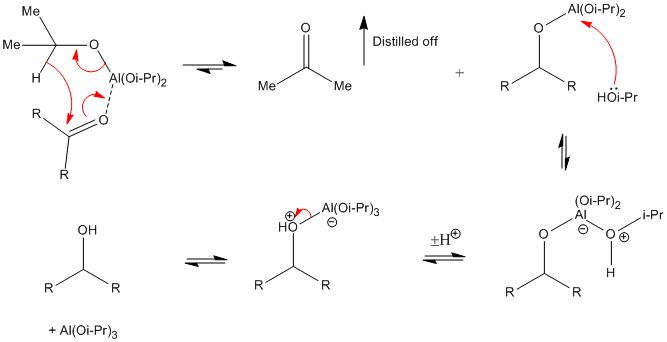 Me
Me
O
H
Al(Oi-Pr)2
R
O
R
O
Me
Me
Distilled off
+
Al(Oi-Pr)2
O
R
R
HOi-Pr
OH
R
R
+ Al(Oi-Pr)3
HO
⊕
Al(Oi-Pr)3
⊖
R
R
±H⊕
(Oi-Pr)2
Al
⊖
i-Pr
O
O
⊕
H
R
R